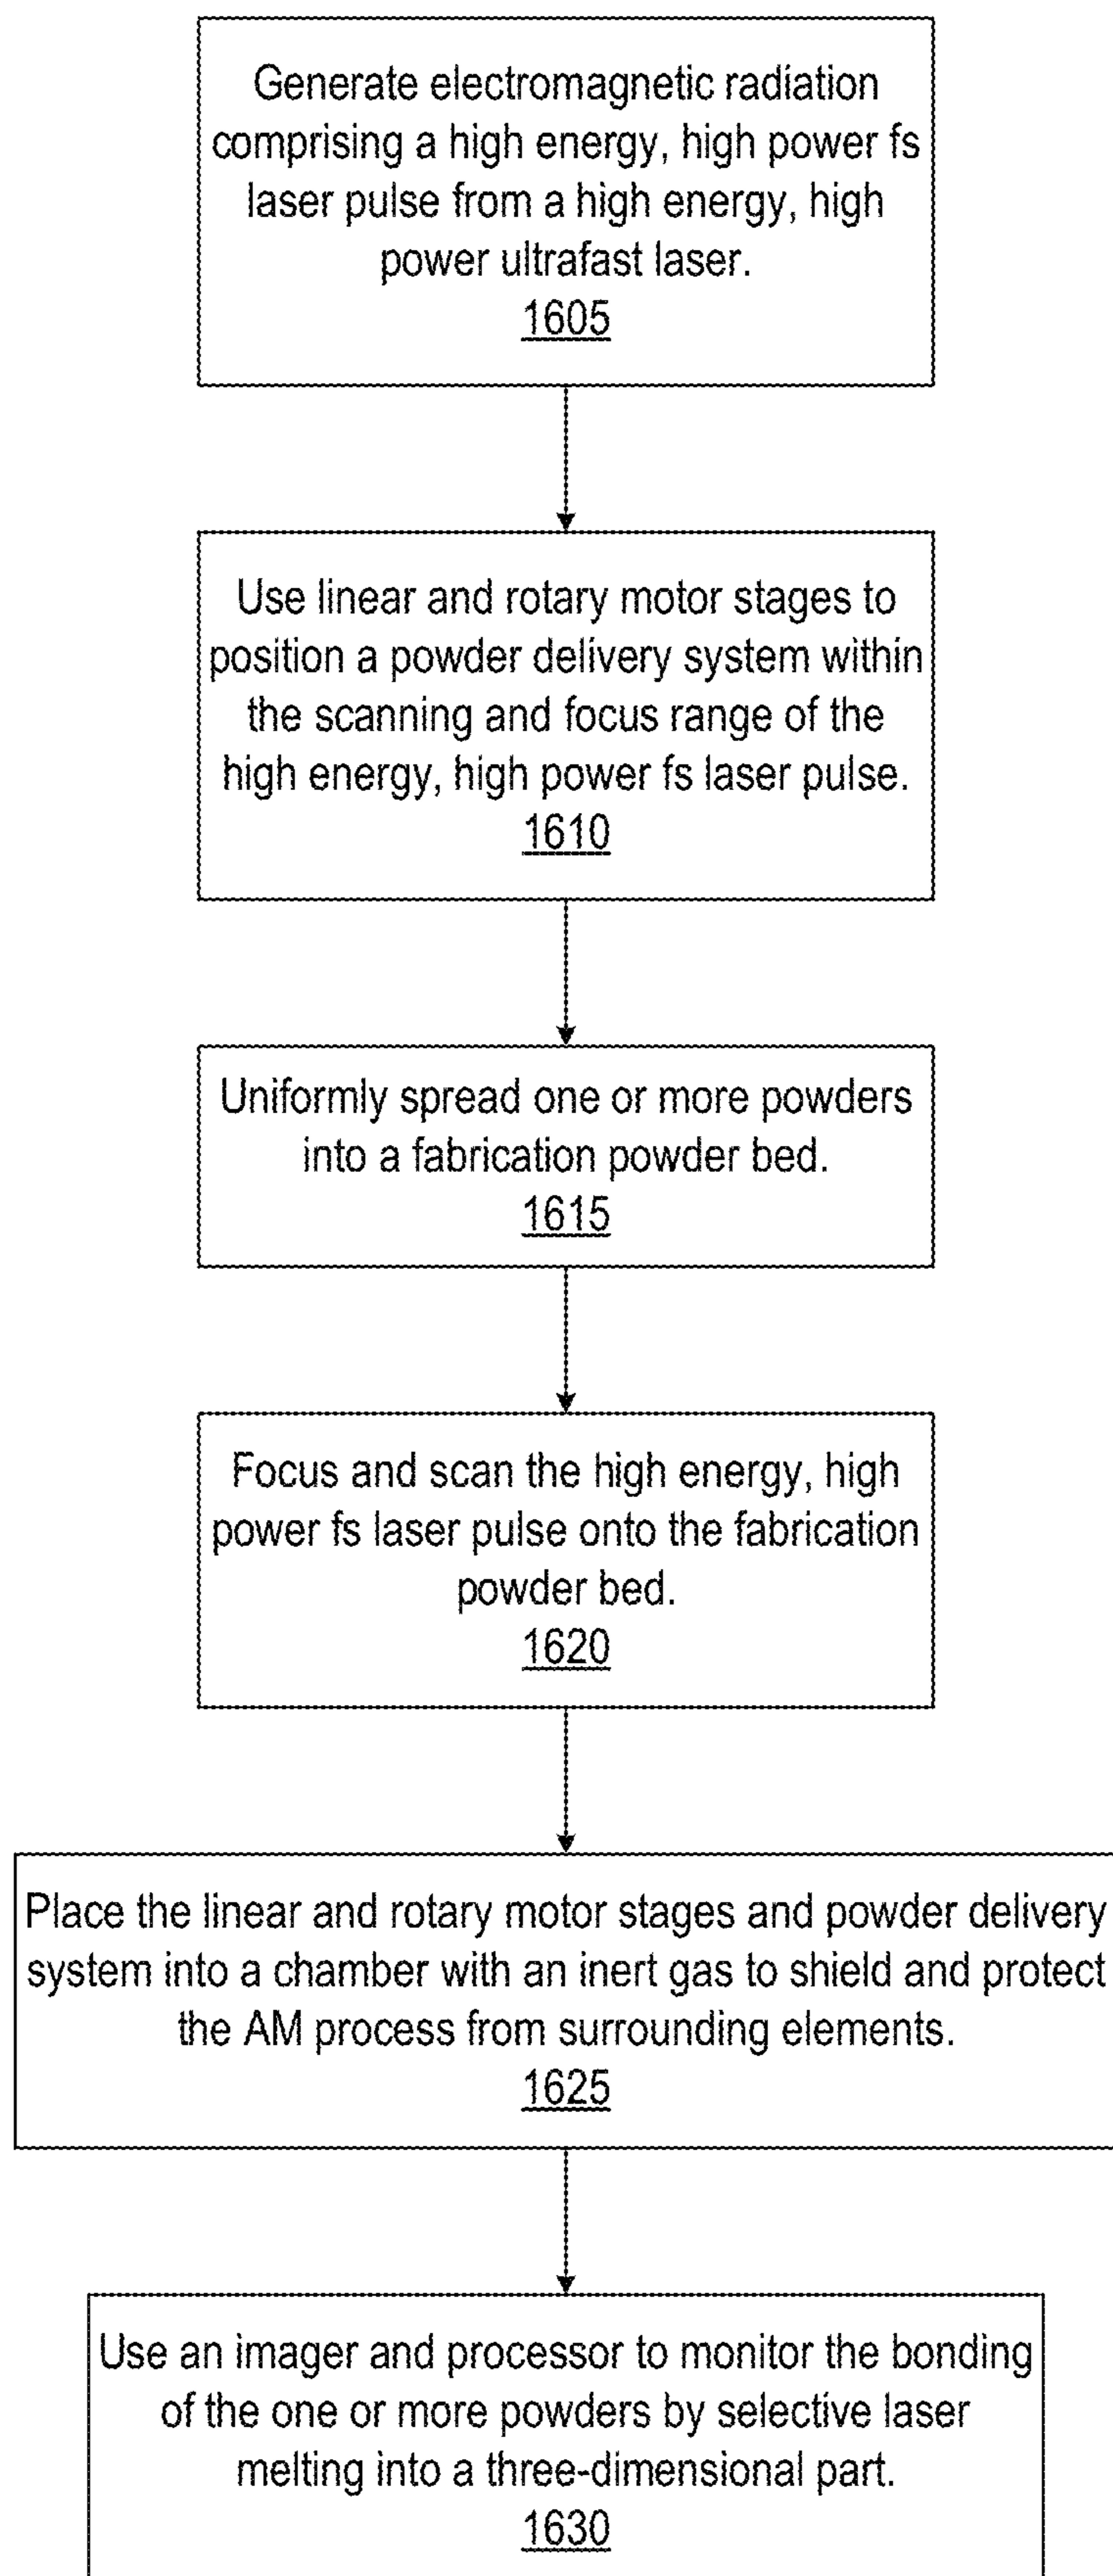 Generate electromagnetic radiation
comprising a high energy, high power fs
laser pulse from a high energy, high
power ultrafast laser.
1605
Use linear and rotary motor stages to
position a powder delivery system within
the scanning and focus range of the
high energy, high power fs laser pulse.
1610
Uniformly spread one or more powders
into a fabrication powder bed.
1615
Focus and scan the high energy, high
power fs laser pulse onto the fabrication
powder bed.
1620
Place the linear and rotary motor stages and powder delivery
system into a chamber with an inert gas to shield and protect
the AM process from surrounding elements.
1625
Use an imager and processor to monitor the bonding
of the one or more powders by selective laser
melting into a three-dimensional part.
1630